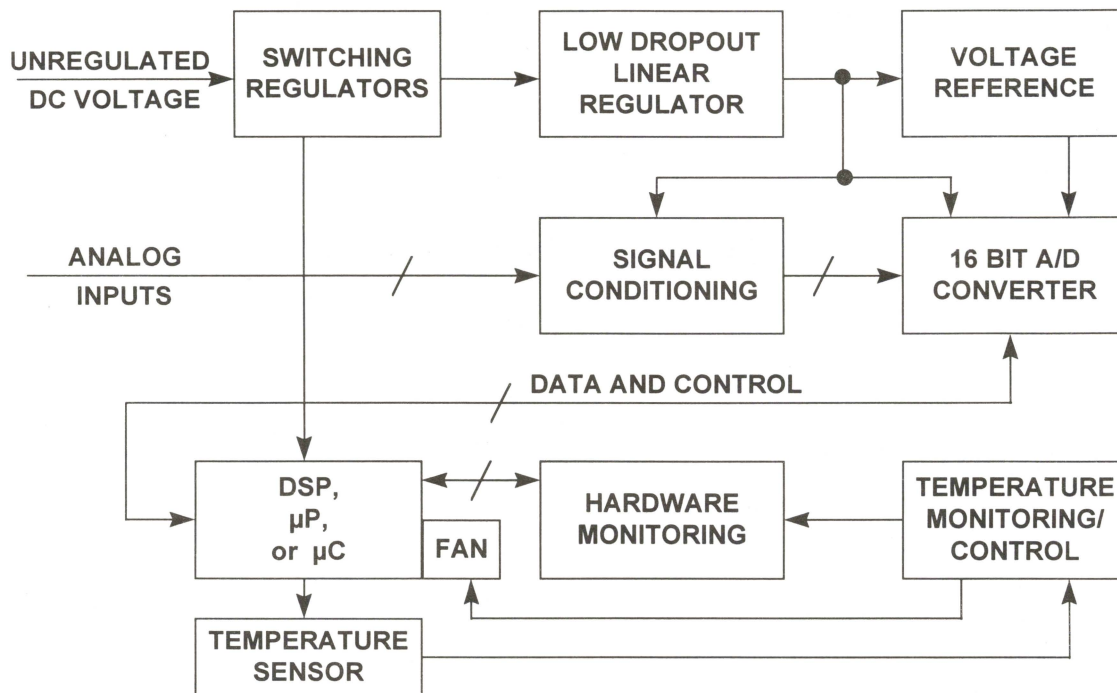 UNREGULATED
DC VOLTAGE
SWITCHING
REGULATORS
LOW DROPOUT
LINEAR
REGULATOR
VOLTAGE
REFERENCE
ANALOG
INPUTS
SIGNAL
CONDITIONING
16 BIT A/D
CONVERTER
DATA AND CONTROL
DSP,
µP,
or µC
FAN
HARDWARE
MONITORING
TEMPERATURE
MONITORING/
CONTROL
TEMPERATURE
SENSOR